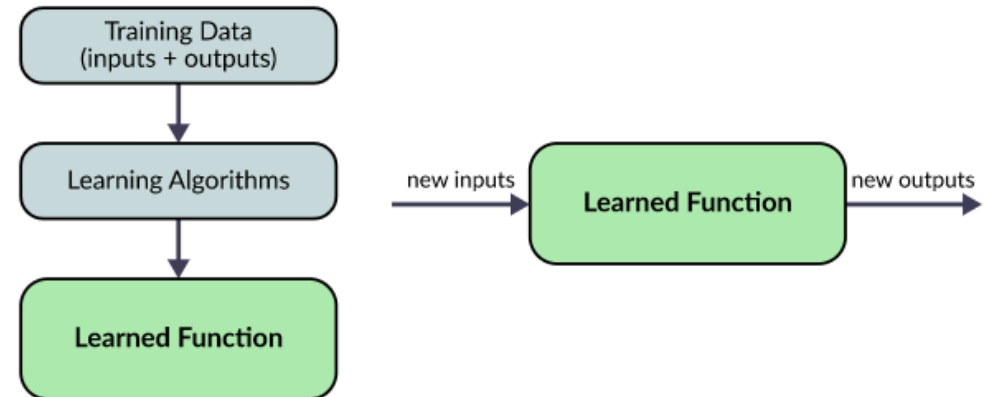 Training Data
(inputs + outputs)
Learning Algorithms
Learned Function
new inputs
Learned Function
new outputs